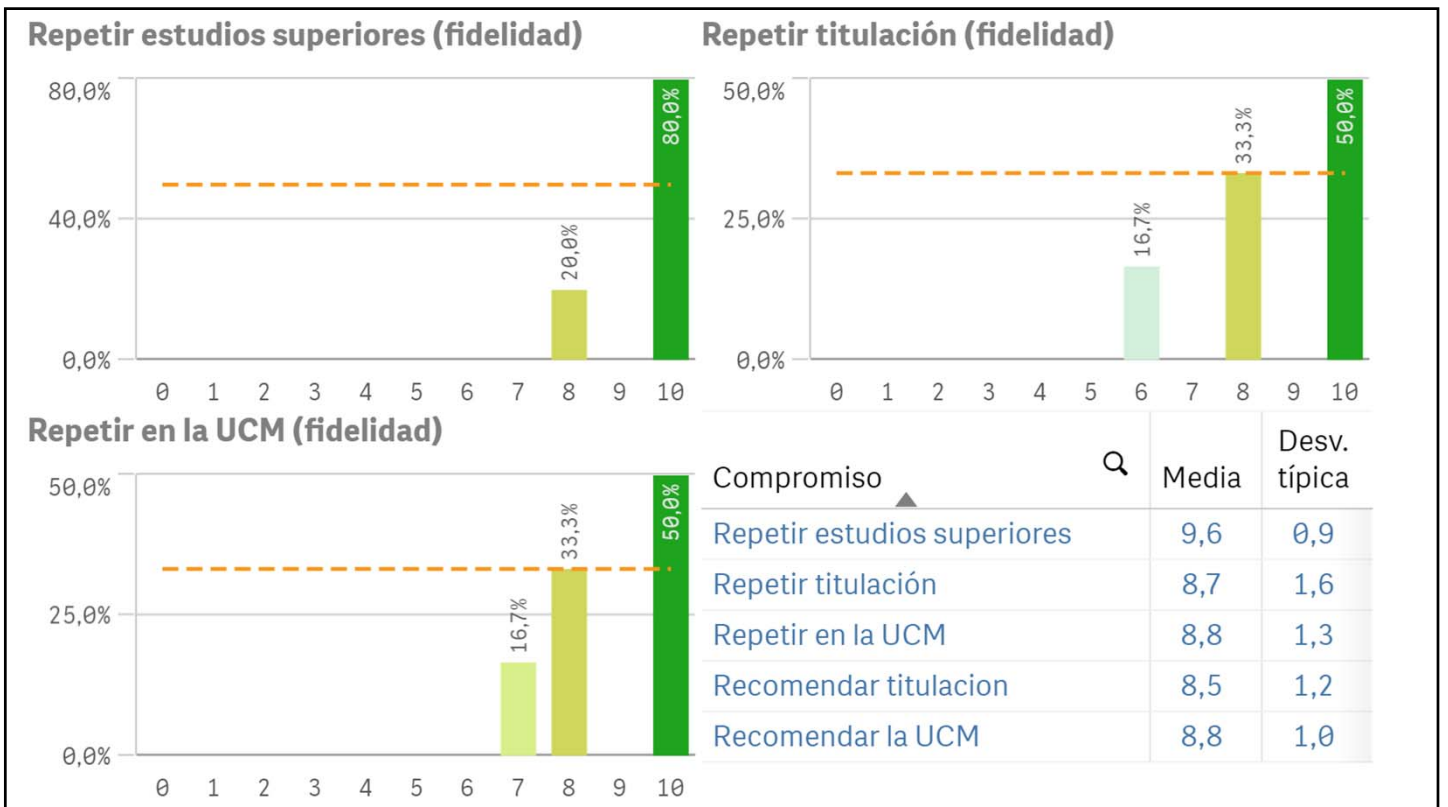 Repetir estudios superiores (fidelidad)
80,0%
40,0%
0,0%
20,0%
80,0%
0 1 2 3 4 5 6 7 8 9 10
Repetir titulación (fidelidad)
50,0%
25,0%
0,0%
16,7%
33,3%
50,0%
0 1 2 3 4 5 6 7 8 9 10
Repetir en la UCM (fidelidad)
50,0%
25,0%
0,0%
16,7%
33,3%
50,0%
0 1 2 3 4 5 6 7 8 9 10
Compromiso Media Desv. típica
Repetir estudios superiores 9,6 0,9
Repetir titulación 8,7 1,6
Repetir en la UCM 8,8 1,3
Recomendar titulacion 8,5 1,2
Recomendar la UCM 8,8 1,0